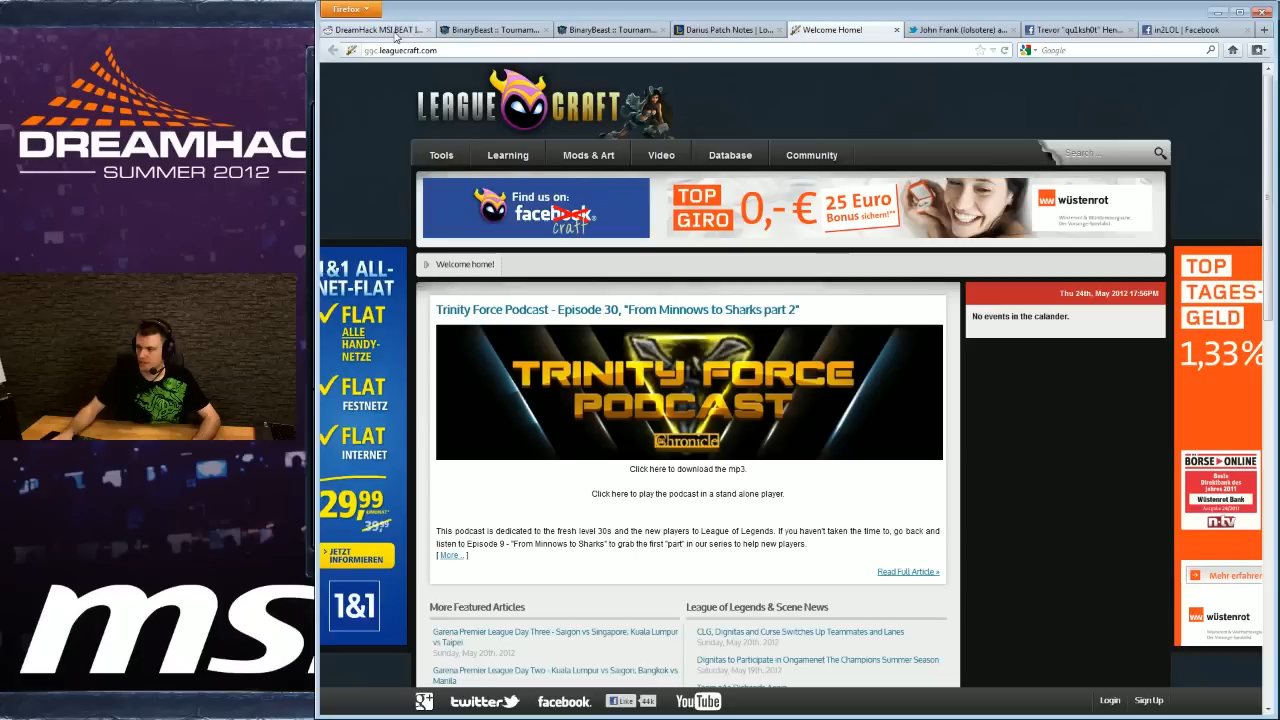 Firefox
DreamHack MSI BEAT I...
BinaryBeast :: Tournam...
BinaryBeast :: Tournam...
Darius Patch Notes | Lo...
Welcome Home!
John Frank (lolsotere) a...
Trevor "qu1ksh0t" Hen...
in2LOL | Facebook
ggc.leaguecraft.com
Google
DREAMHAC
SUMMER 2012
LEAGUE CRAFT
Tools
Learning
Mods & Art
Video
Database
Community
Search...
Find us on:
facebook
craft
TOP
GIRO
0,- €
25 Euro
Bonus sichern!**
wüstenrot
Welcome home!
Thu 24th, May 2012 17:56PM
No events in the calander.
Trinity Force Podcast - Episode 30, "From Minnows to Sharks part 2"
TRINITY FORCE
PODCAST
Chronicle
Click here to download the mp3.
Click here to play the podcast in a stand alone player.
This podcast is dedicated to the fresh level 30s and the new players to League of Legends. If you haven't taken the time to, go back and
listen to Episode 9 - "From Minnows to Sharks" to grab the first "part" in our series to help new players.
[ More... ]
Read Full Article »
More Featured Articles
Garena Premier League Day Three - Saigon vs Singapore; Kuala Lumpur
vs Taipei
Sunday, May 20th. 2012
Garena Premier League Day Two - Kuala Lumpur vs Saigon; Bangkok vs
Manila
League of Legends & Scene News
CLG, Dignitas and Curse Switches Up Teammates and Lanes
Sunday, May 20th. 2012
Dignitas to Participate in Ongamenet The Champions Summer Season
Saturday, May 19th. 2012
1&1 ALL-
NET-FLAT
FLAT
ALLE
HANDY-
NETZE
FLAT
FESTNETZ
FLAT
INTERNET
29,99
39,99
JETZT
INFORMIEREN
1&1
TOP
TAGES-
GELD
1,33%
BÖRSE ONLINE
Beste
Direktbank des
Jahres 2011
Wüstenrot Bank
n-tv
Mehr erfahren
wüstenrot
twitter
facebook.
Like
44k
YouTube
Login
Sign Up
msi